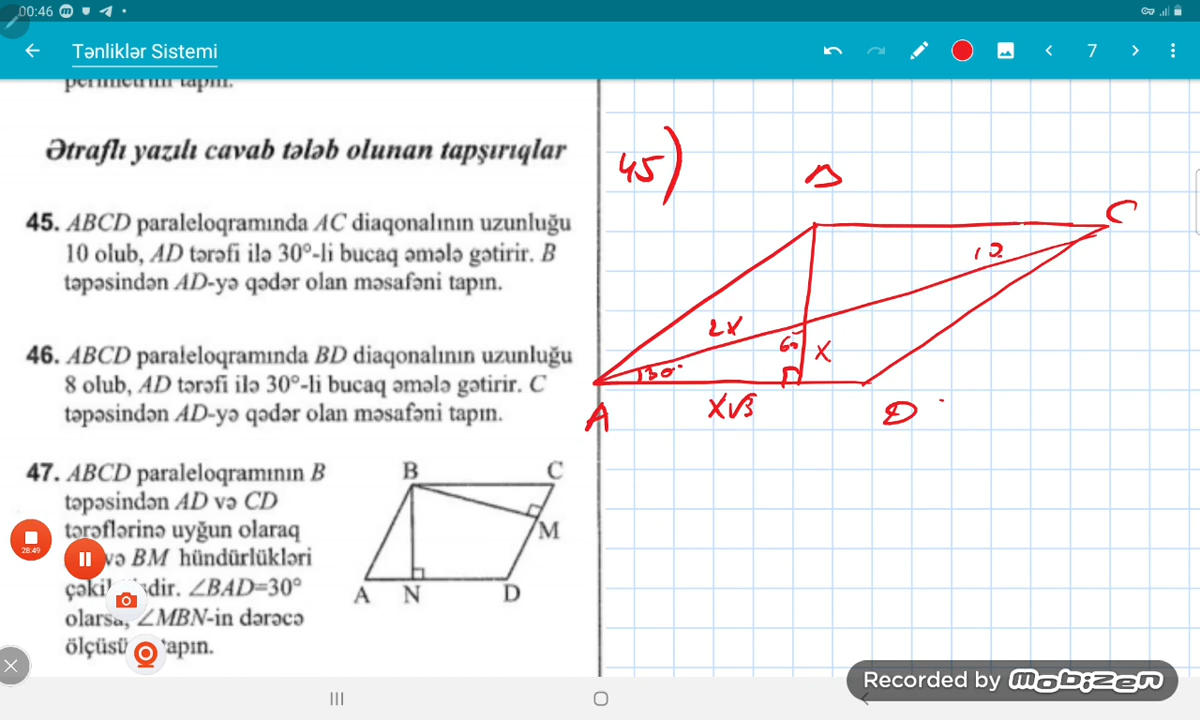 00:46
Tənliklər Sistemi
7
perimetrini tapın.
Ətraflı yazılı cavab tələb olunan tapşırıqlar
45. ABCD paraleloqramında AC diaqonalının uzunluğu
10 olub, AD tərəfi ilə 30°-li bucaq əmələ gətirir. B
təpəsindən AD-yə qədər olan məsafəni tapın.
46. ABCD paraleloqramında BD diaqonalının uzunluğu
8 olub, AD tərəfi ilə 30°-li bucaq əmələ gətirir. C
təpəsindən AD-yə qədər olan məsafəni tapın.
47. ABCD paraleloqramının B
təpəsindən AD və CD
tərəflərinə uyğun olaraq
və BM hündürlükləri
dir. ∠BAD=30°
olarsa, ∠MBN-in dərəcə
ölçüsü tapın.
B C
M
A N D
28:49
45)
B
C
10
2x
60
x
30°
A
x√3
D
Recorded by Mobizen